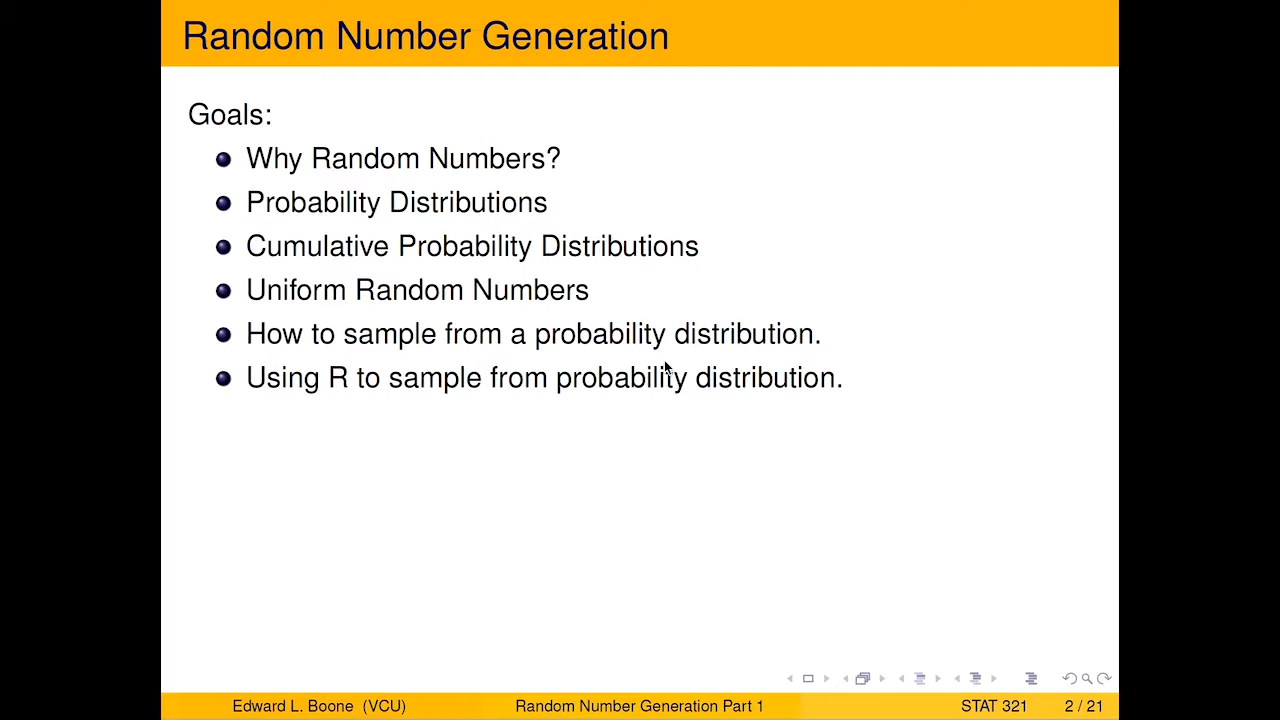 Random Number Generation
Goals:
Why Random Numbers?
Probability Distributions
Cumulative Probability Distributions
Uniform Random Numbers
How to sample from a probability distribution.
Using R to sample from probability distribution.
Edward L. Boone (VCU) Random Number Generation Part 1 STAT 321 2 / 21